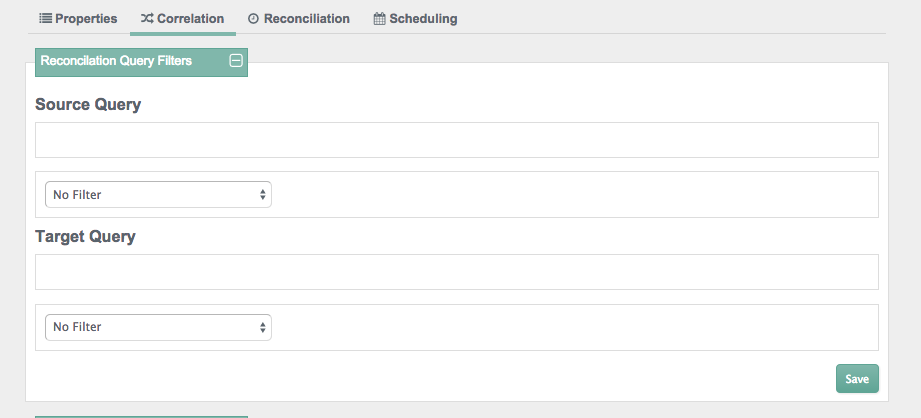 Properties Correlation Reconciliation Scheduling
Reconcilation Query Filters
Source Query
No Filter
Target Query
No Filter
Save